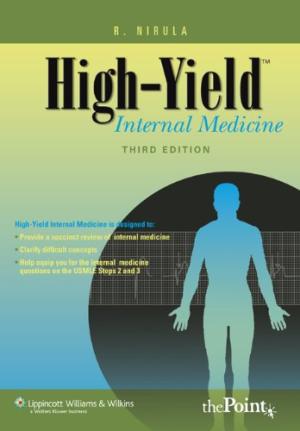 R. NIRULA
High-Yield™
Internal Medicine
THIRD EDITION
High-Yield Internal Medicine is designed to:
• Provide a succinct review of internal medicine
• Clarify difficult concepts
• Help equip you for the internal medicine
questions on the USMLE Steps 2 and 3
Lippincott Williams & Wilkins
a Wolters Kluwer business
thePoint